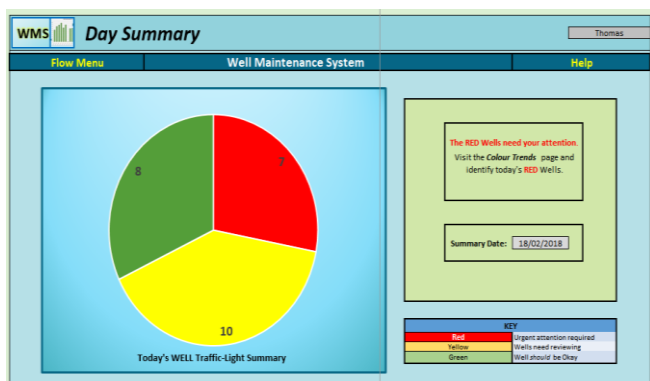 WMS
Day Summary
Thomas
Flow Menu
Well Maintenance System
Help
8
7
10
Today's WELL Traffic-Light Summary
The RED Wells need your attention.
Visit the Colour Trends page and
identify today's RED Wells.
Summary Date: 18/02/2018
KEY
Red Urgent attention required
Yellow Wells need reviewing
Green Well should be Okay